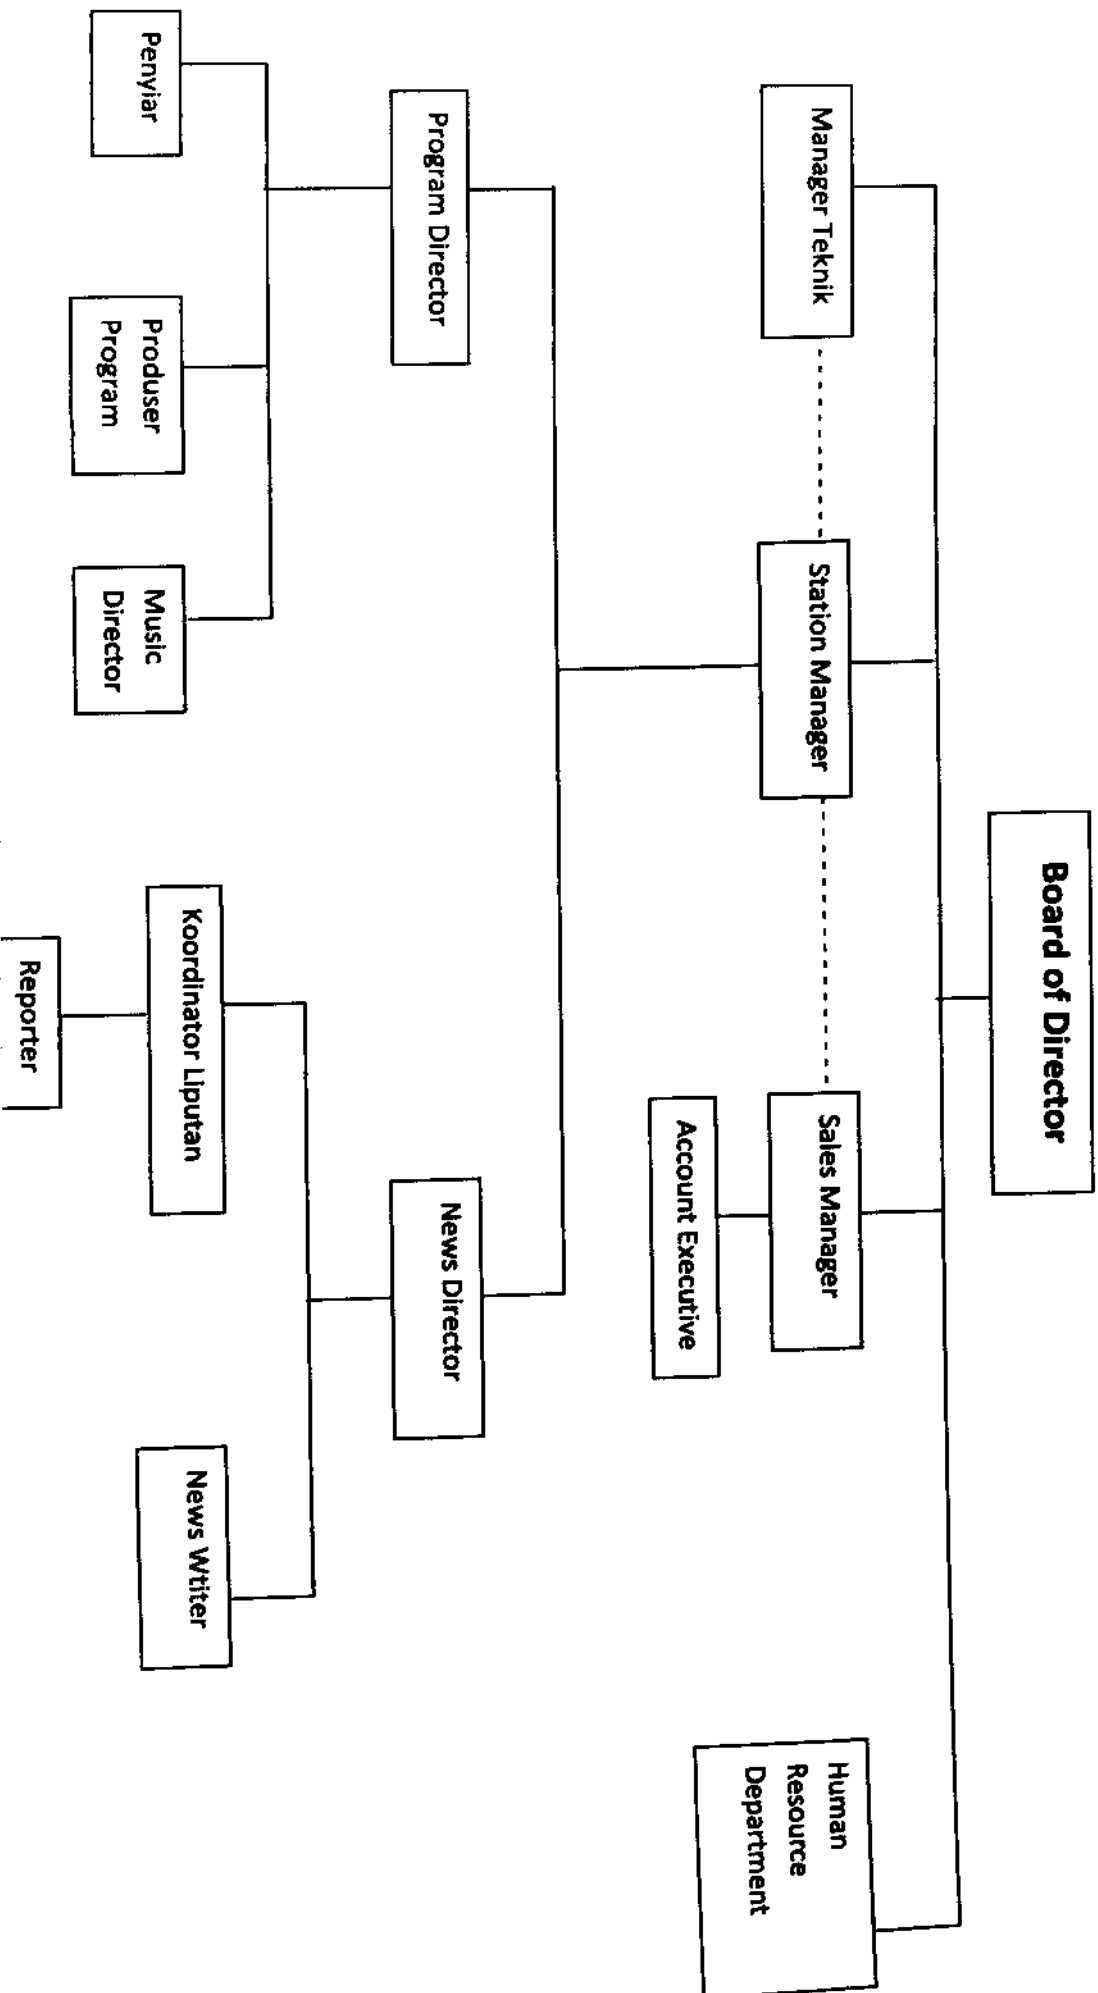 Board of Director
Manager Teknik
Station Manager
Sales Manager
Human
Resource
Department
Account Executive
Program Director
News Director
Penyiar
Produser
Program
Music
Director
Koordinator Liputan
News Wtiter
Reporter